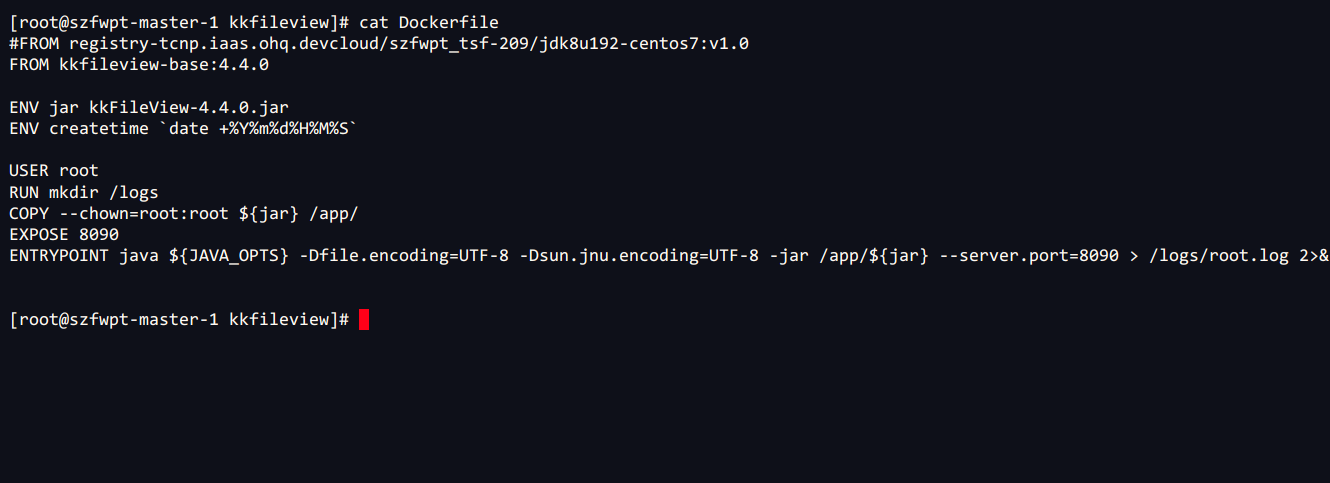 [root@szfwpt-master-1 kkfileview]# cat Dockerfile
#FROM registry-tcnp.iaas.ohq.devcloud/szfwpt_tsf-209/jdk8u192-centos7:v1.0
FROM kkfileview-base:4.4.0
ENV jar kkFileView-4.4.0.jar
ENV createtime `date +%Y%m%d%H%M%S`
USER root
RUN mkdir /logs
COPY --chown=root:root ${jar} /app/
EXPOSE 8090
ENTRYPOINT java ${JAVA_OPTS} -Dfile.encoding=UTF-8 -Dsun.jnu.encoding=UTF-8 -jar /app/${jar} --server.port=8090 > /logs/root.log 2>&
[root@szfwpt-master-1 kkfileview]#